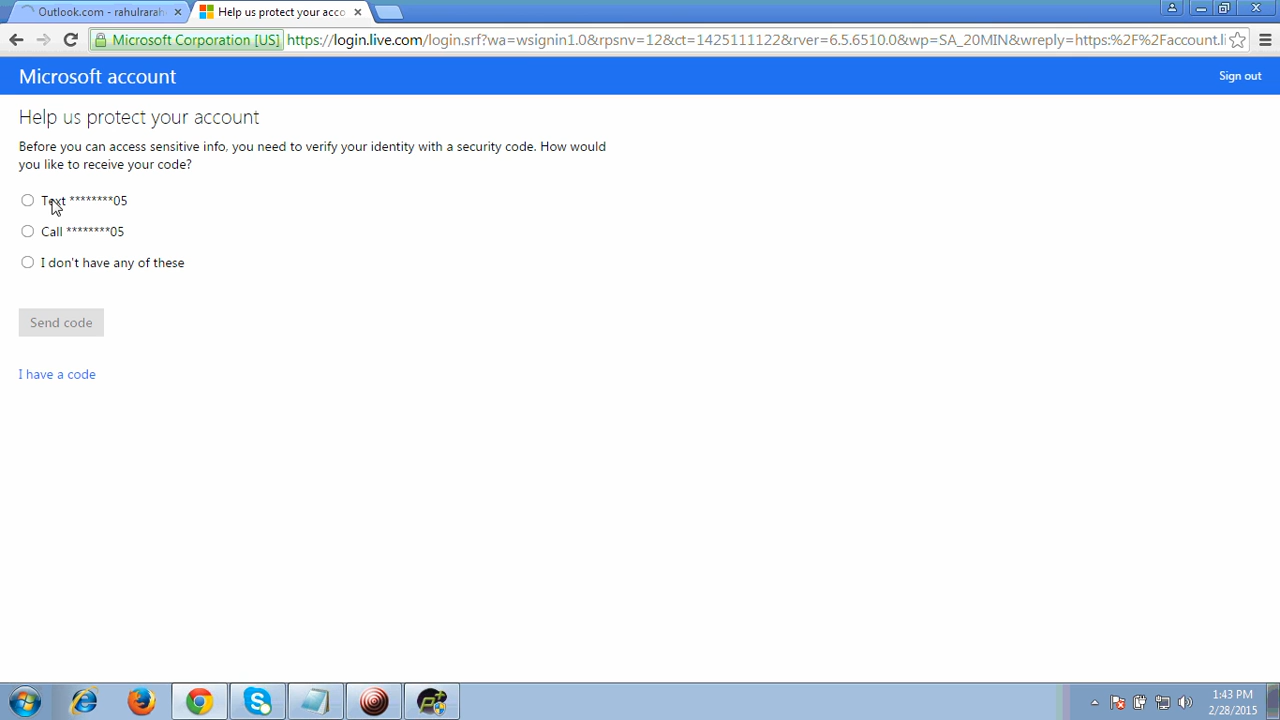 Outlook.com - rahulrarah
Help us protect your acco
Microsoft Corporation [US]
https://login.live.com/login.srf?wa=wsignin1.0&rpsnv=12&ct=1425111122&rver=6.5.6510.0&wp=SA_20MIN&wreply=https:%2F%2Faccount.li
Microsoft account
Sign out
Help us protect your account
Before you can access sensitive info, you need to verify your identity with a security code. How would
you like to receive your code?
Text ********05
Call ********05
I don't have any of these
Send code
I have a code
1:43 PM
2/28/2015